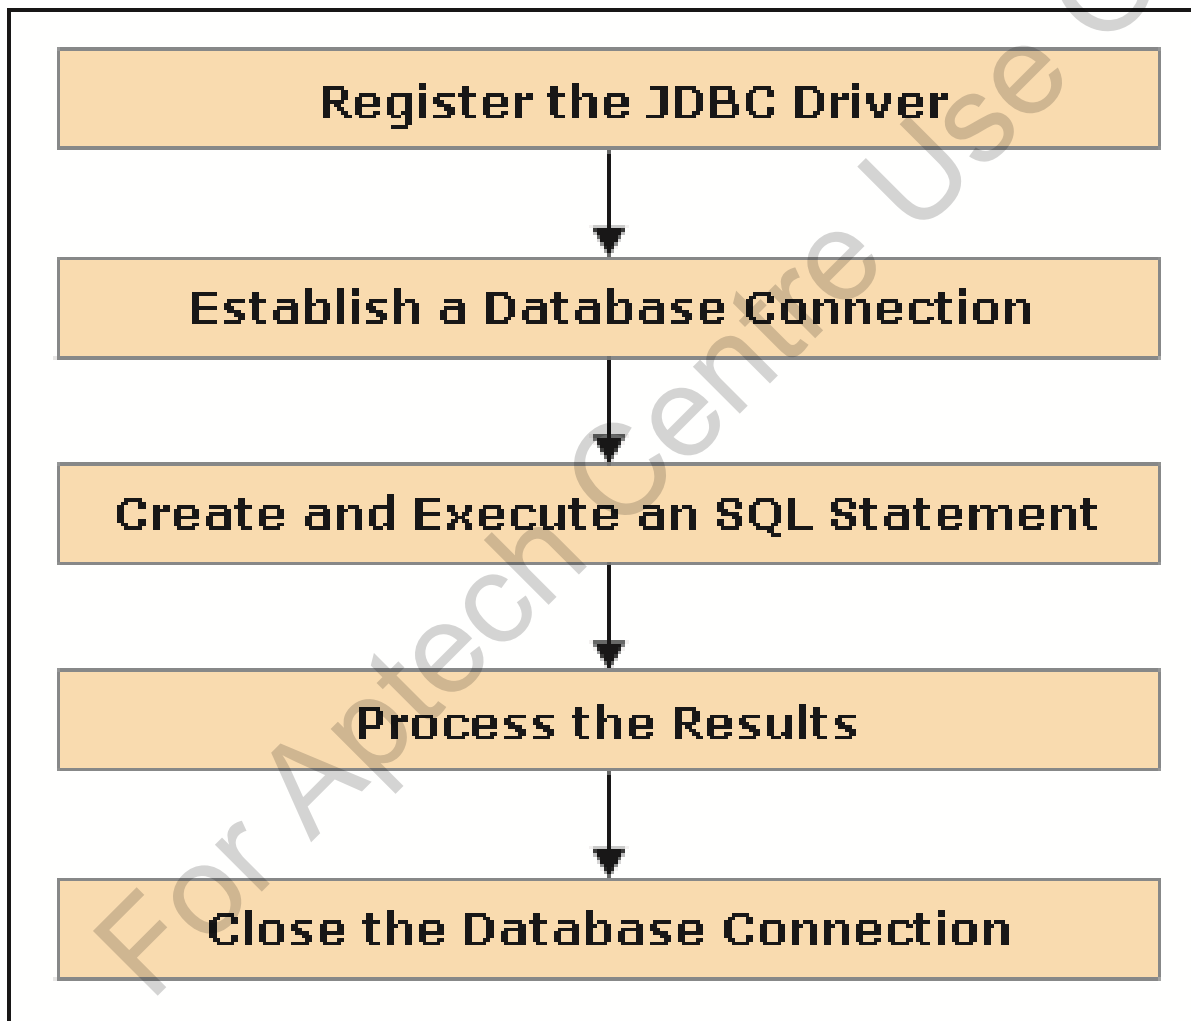 Register the JDBC Driver
Establish a Database Connection
Create and Execute an SQL Statement
Process the Results
Close the Database Connection
For Aptech Centre Use